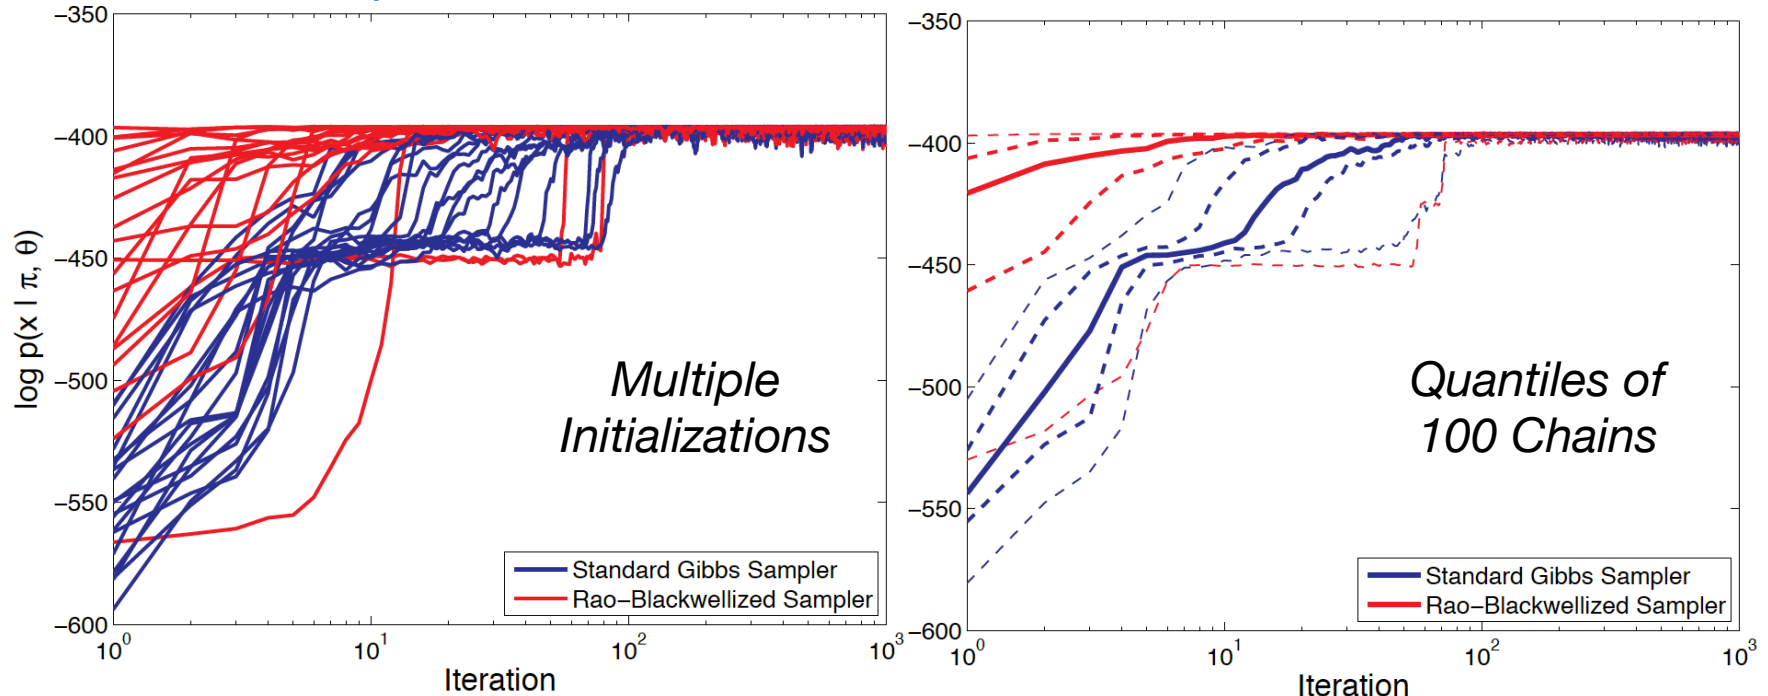 −350
−400
−450
−500
−550
−600
log p(x | π, θ)
10^0
10^1
10^2
10^3
Iteration
Multiple
Initializations
Standard Gibbs Sampler
Rao−Blackwellized Sampler
−350
−400
−450
−500
−550
−600
10^0
10^1
10^2
10^3
Iteration
Quantiles of
100 Chains
Standard Gibbs Sampler
Rao−Blackwellized Sampler